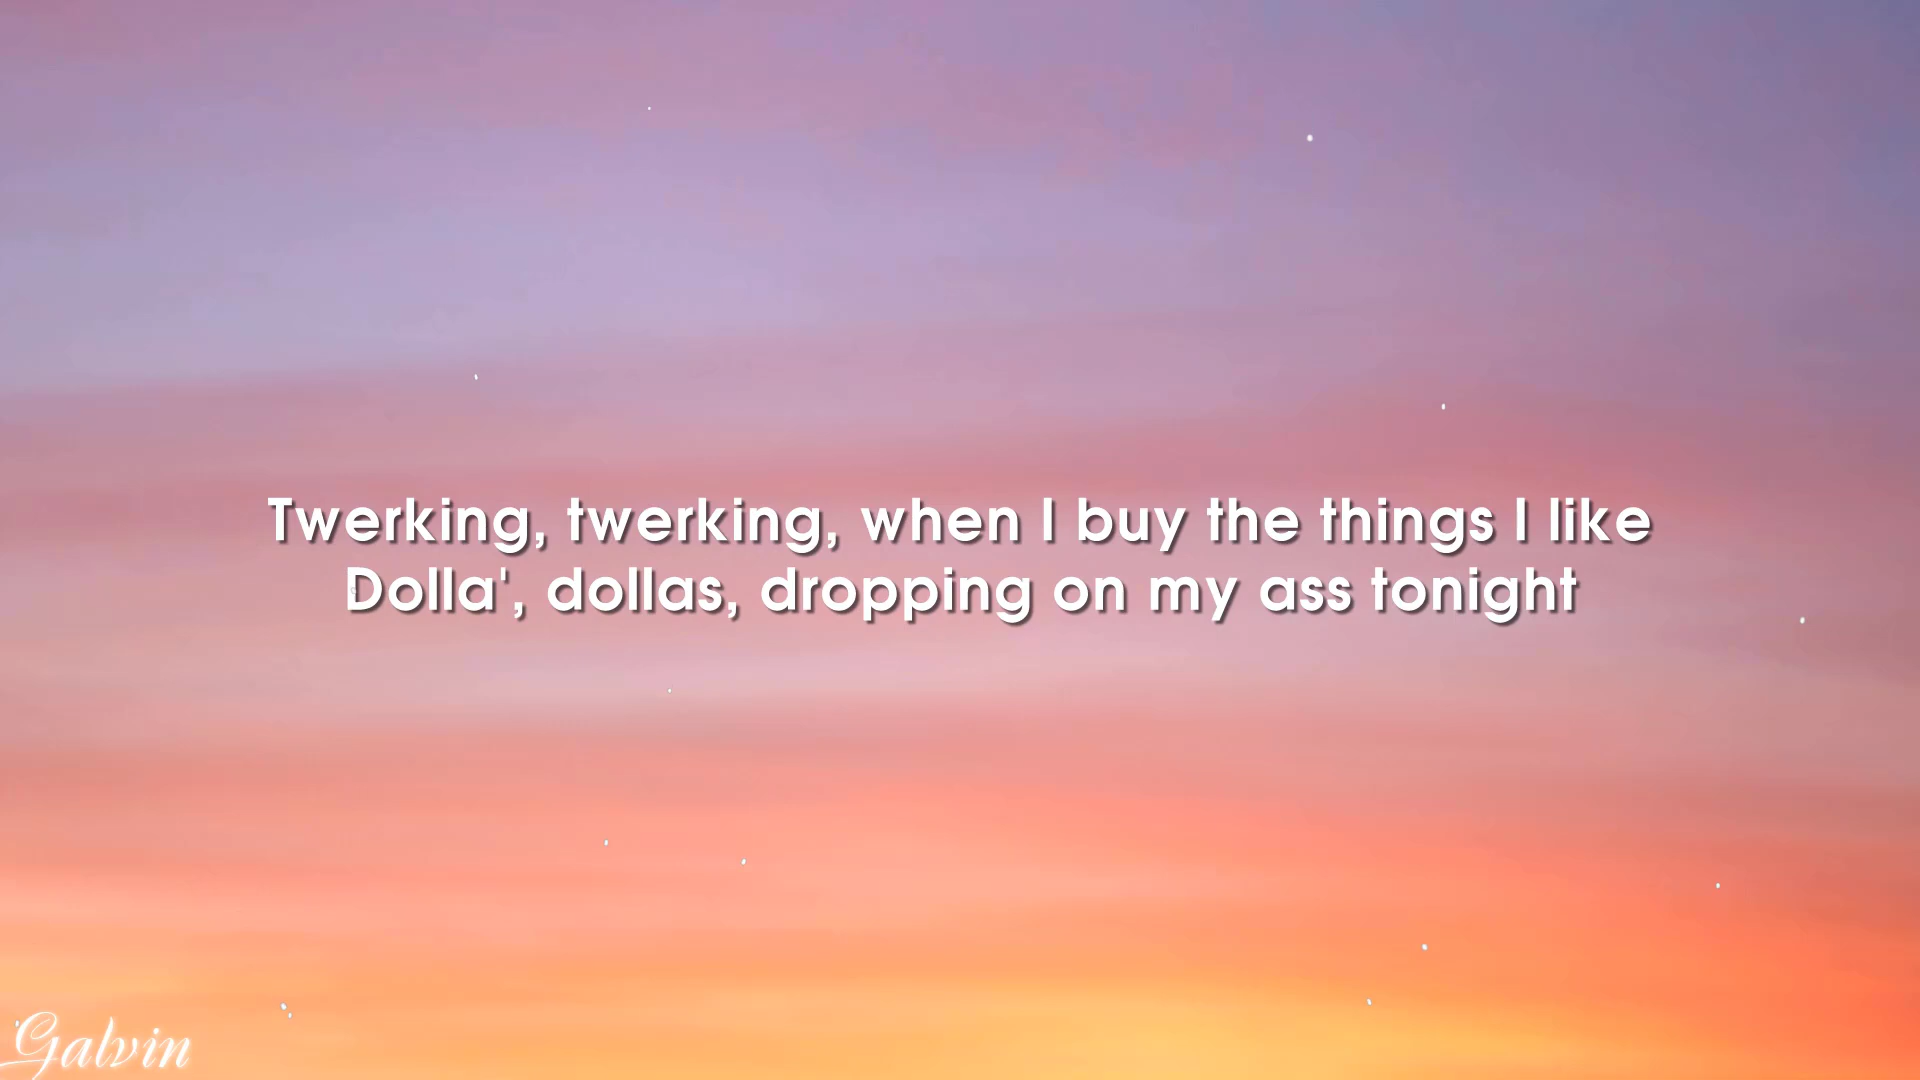 Twerking, twerking, when I buy the things I like
Dolla', dollas, dropping on my ass tonight
Galvin